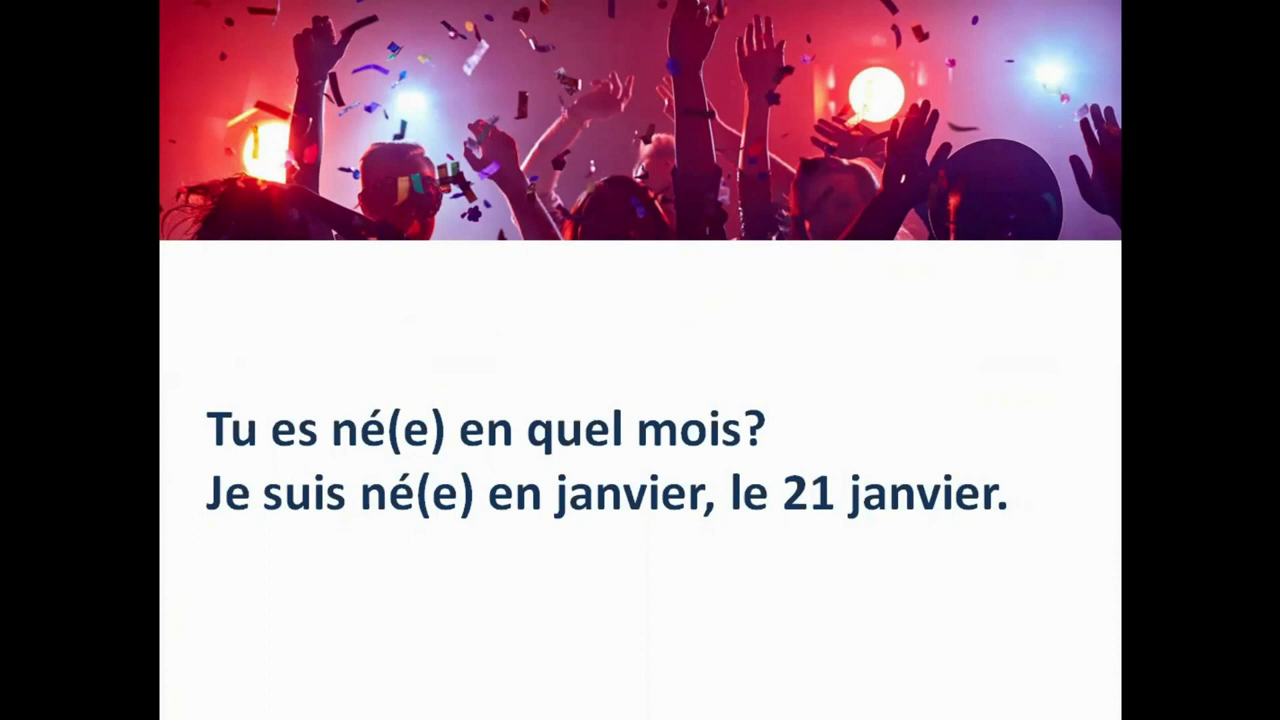 Tu es né(e) en quel mois?
Je suis né(e) en janvier, le 21 janvier.